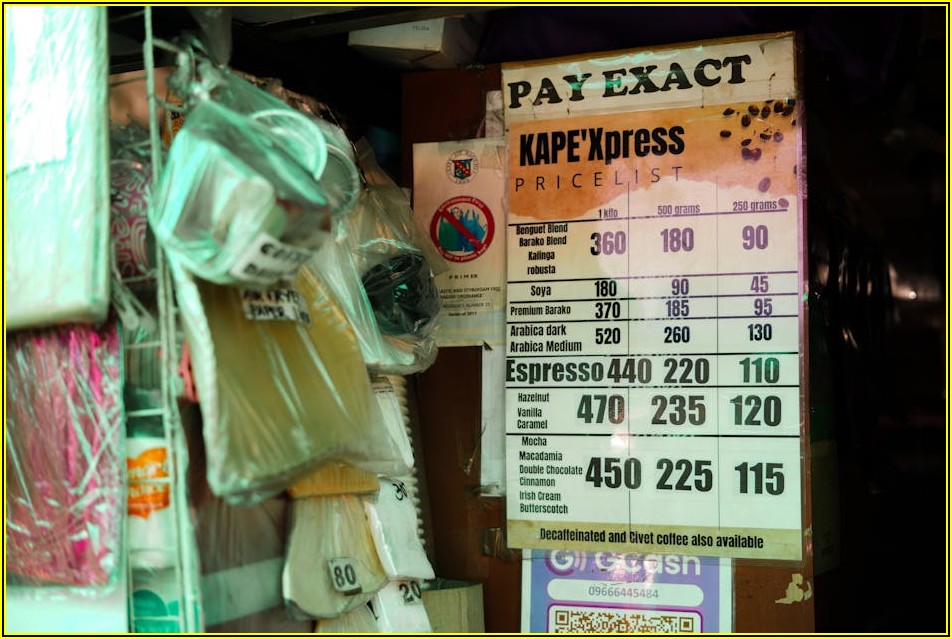 PAY EXACT
KAPE'Xpress
PRICELIST
1 kilo 500 grams 250 grams
Benguet Blend
Barako Blend
Kalinga
robusta
360 180 90
Soya 180 90 45
Premium Barako 370 185 95
Arabica dark
Arabica Medium
520 260 130
Espresso 440 220 110
Hazelnut
Vanilla
Caramel
470 235 120
Mocha
Macadamia
Double Chocolate
Cinnamon
Irish Cream
Butterscotch
450 225 115
Decaffeinated and Civet coffee also available
GCash
09666445484
PRIMER
80
20